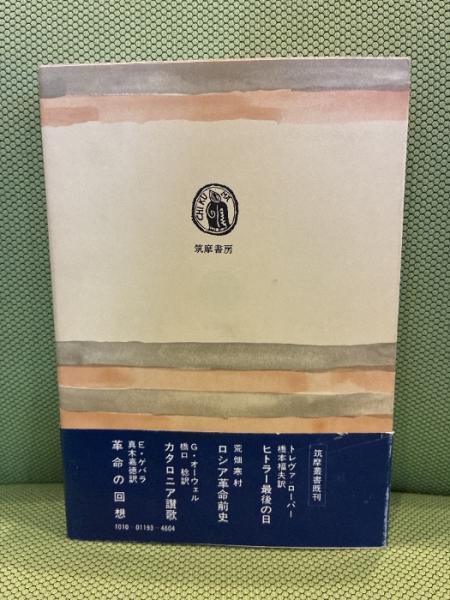 CHIKUMA
筑摩書房
筑摩叢書既刊
トレヴァ・ローパー
橋本福夫訳
ヒトラー最後の日
荒畑寒村
ロシア革命前史
G・オーウェル
橋口稔訳
カタロニア讃歌
E・ゲバラ
真木嘉徳訳
革命の回想
1010-01193-4604